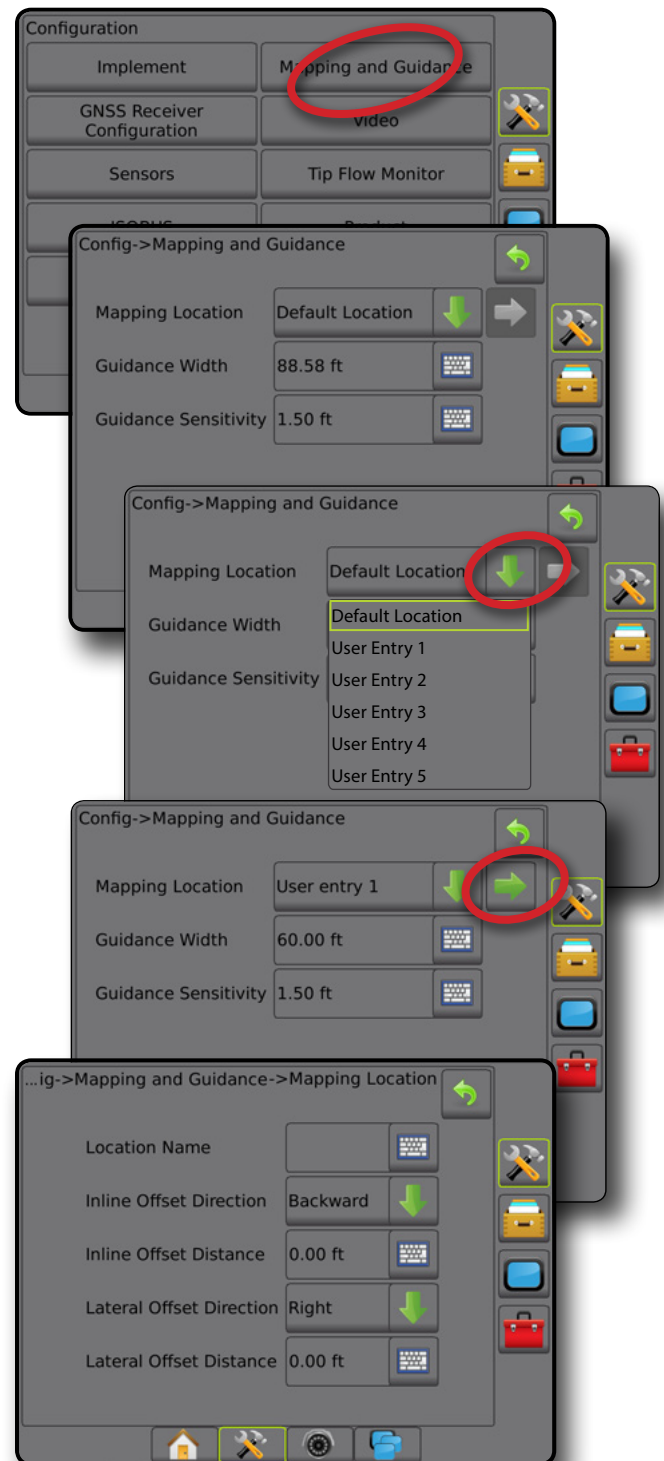 Configuration
Implement
Mapping and Guidance
GNSS Receiver
Configuration
Video
Sensors
Tip Flow Monitor
Config->Mapping and Guidance
Mapping Location
Default Location
Guidance Width
88.58 ft
Guidance Sensitivity
1.50 ft
Config->Mapping and Guidance
Mapping Location
Default Location
Guidance Width
Guidance Sensitivity
Default Location
User Entry 1
User Entry 2
User Entry 3
User Entry 4
User Entry 5
Config->Mapping and Guidance
Mapping Location
User entry 1
Guidance Width
60.00 ft
Guidance Sensitivity
1.50 ft
...ig->Mapping and Guidance->Mapping Location
Location Name
Inline Offset Direction
Backward
Inline Offset Distance
0.00 ft
Lateral Offset Direction
Right
Lateral Offset Distance
0.00 ft